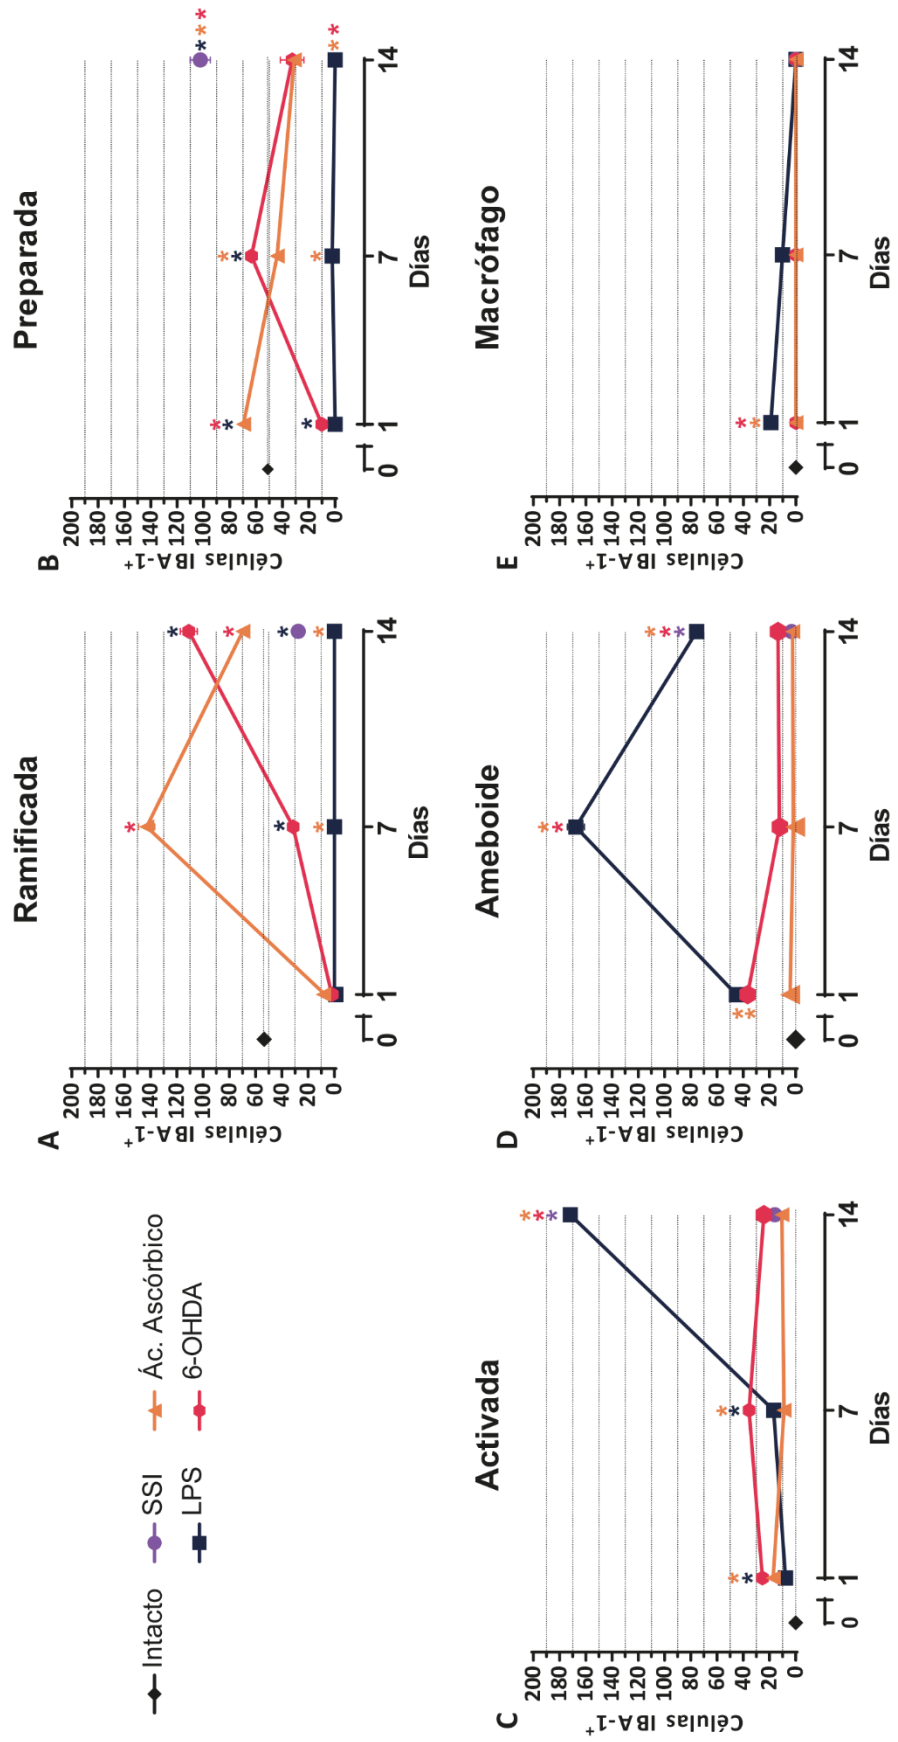 Intacto SSI Ác. Ascórbico
LPS 6-OHDA
A
Ramificada
Células IBA-1+
200
180
160
140
120
100
80
60
40
20
0
0 1 7 14
Días
* * * * * *
B
Preparada
Células IBA-1+
200
180
160
140
120
100
80
60
40
20
0
0 1 7 14
Días
* * * * * * * * * * *
C
Activada
Células IBA-1+
200
180
160
140
120
100
80
60
40
20
0
0 1 7 14
Días
* * * * * * *
D
Ameboide
Células IBA-1+
200
180
160
140
120
100
80
60
40
20
0
0 1 7 14
Días
* * * * * * *
E
Macrófago
Células IBA-1+
200
180
160
140
120
100
80
60
40
20
0
0 1 7 14
Días
* *